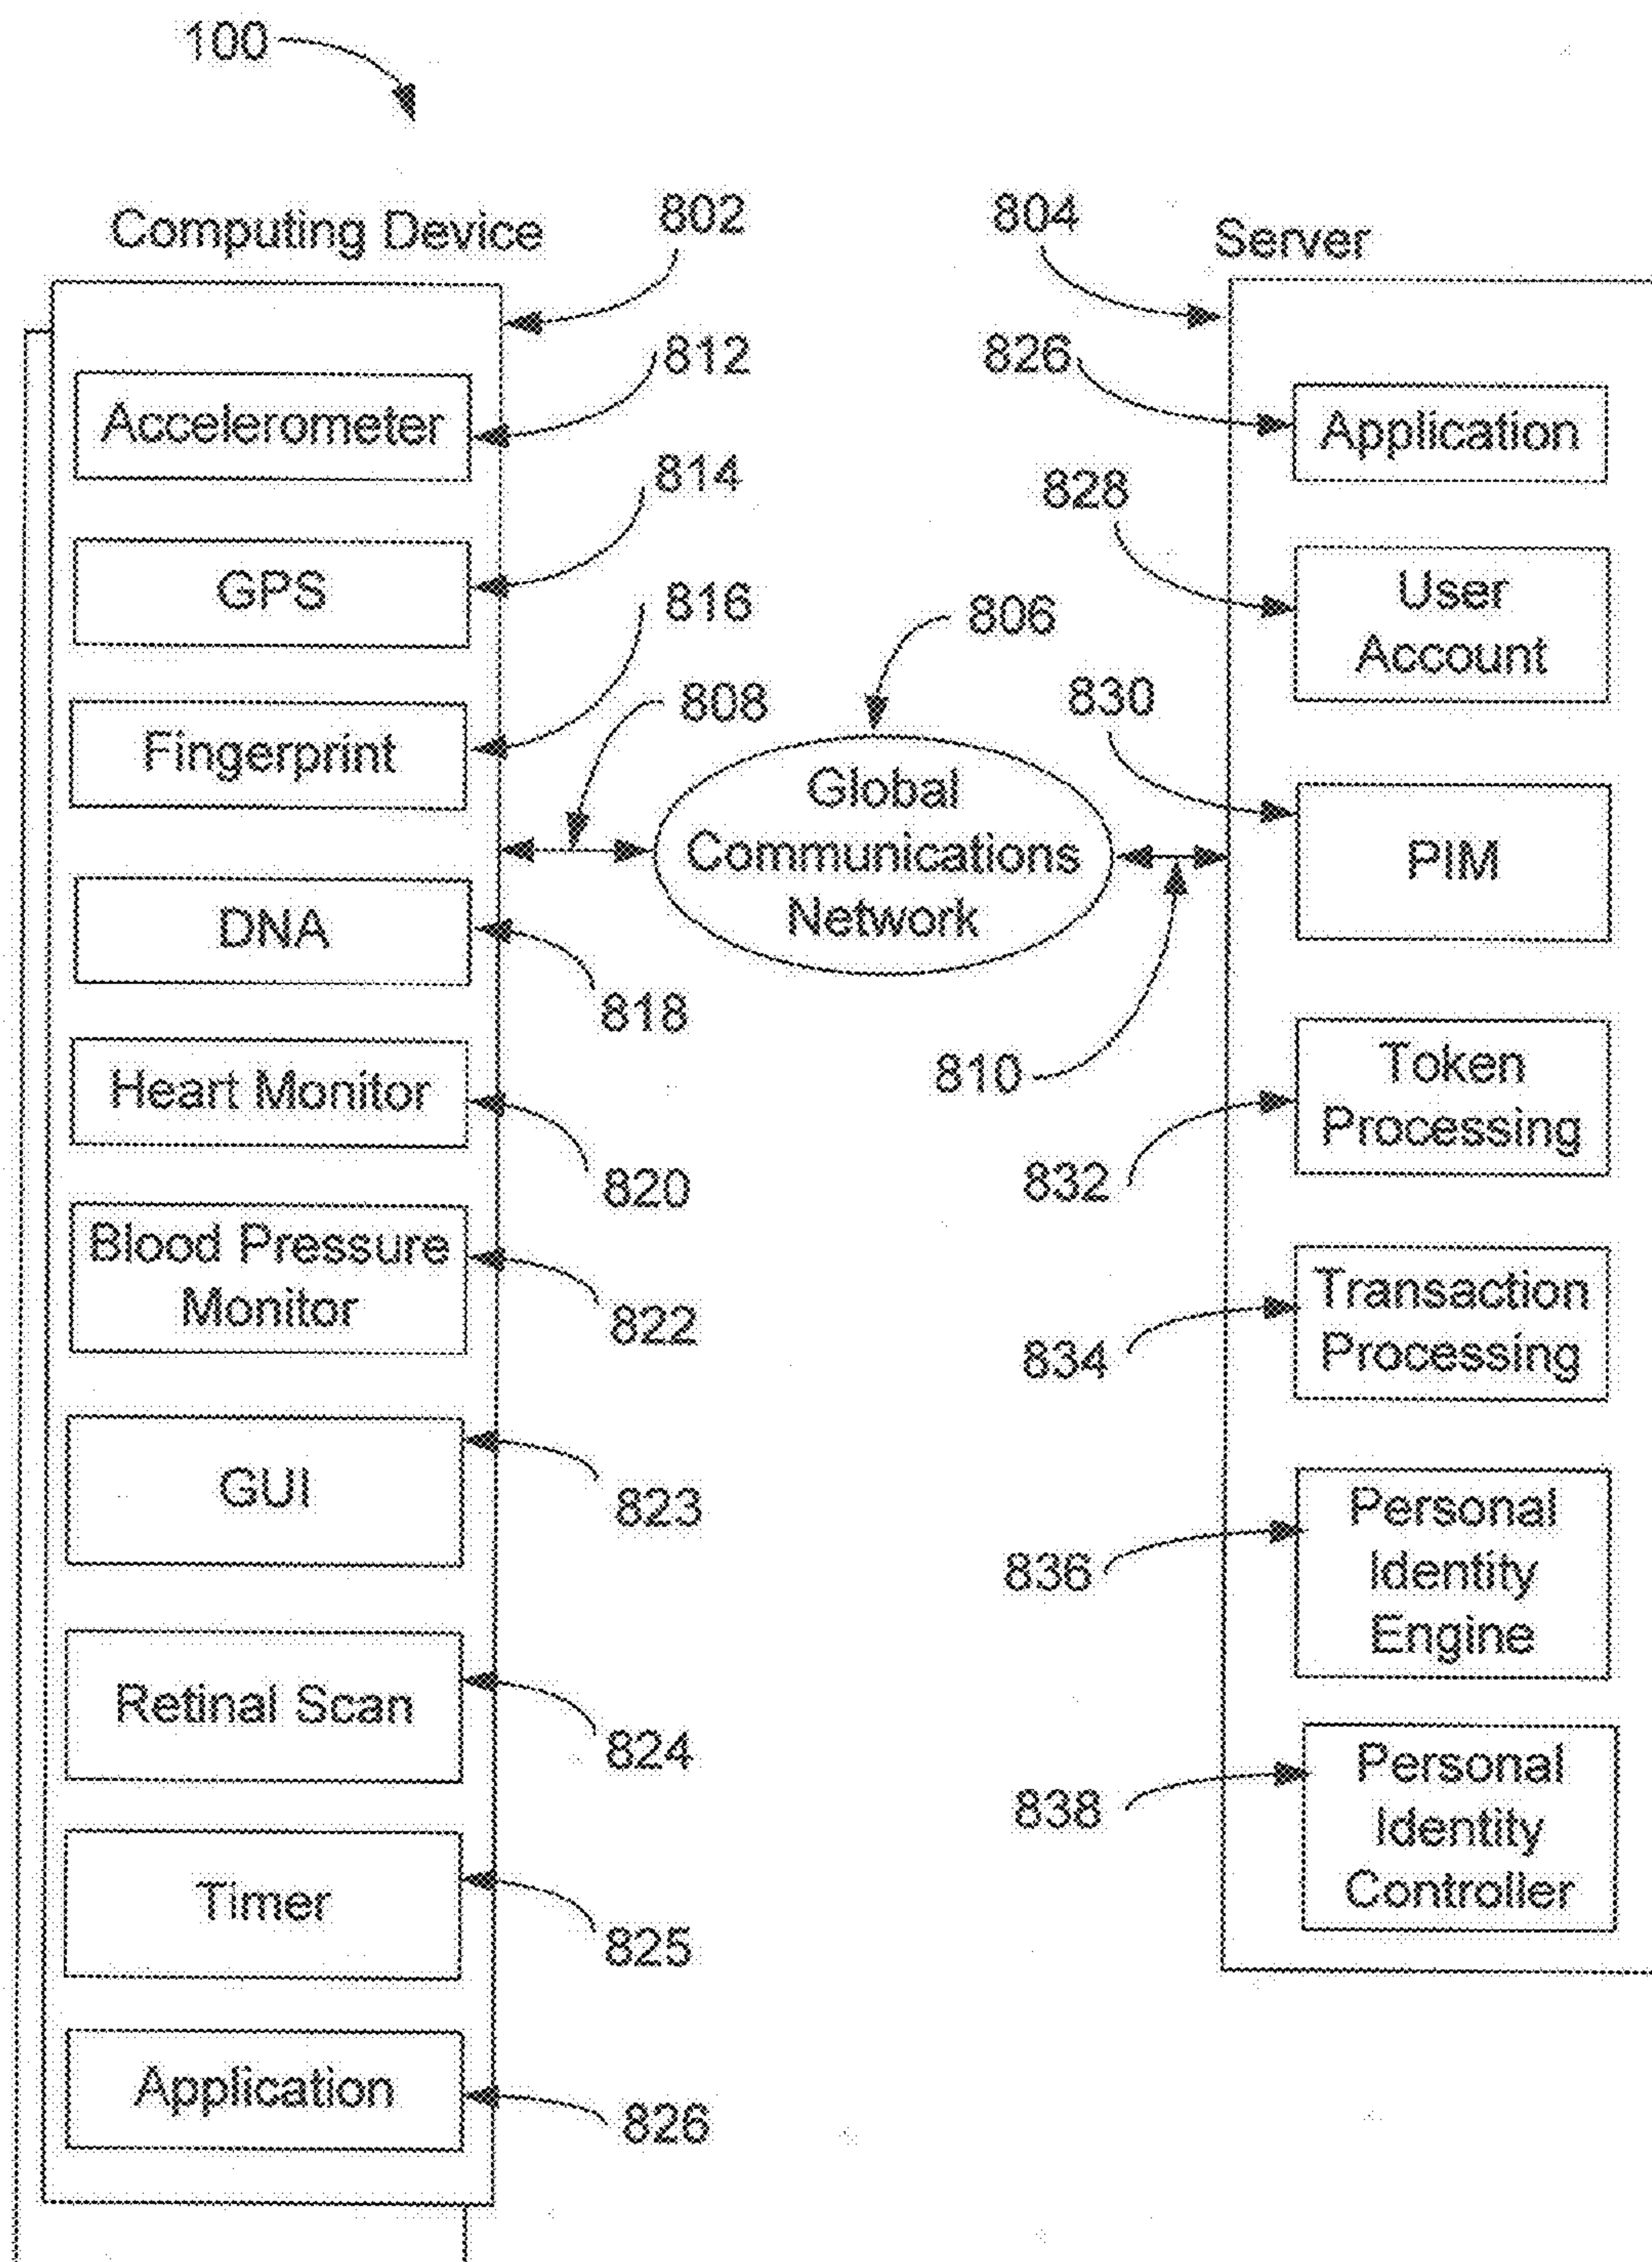 100
Computing Device
802
Accelerometer
812
GPS
814
Fingerprint
816
DNA
818
Heart Monitor
820
Blood Pressure
Monitor
822
GUI
823
Retinal Scan
824
Timer
825
Application
826
808
806
Global
Communications
Network
810
804
Server
826
Application
828
User
Account
830
PIM
832
Token
Processing
834
Transaction
Processing
836
Personal
Identity
Engine
838
Personal
Identity
Controller